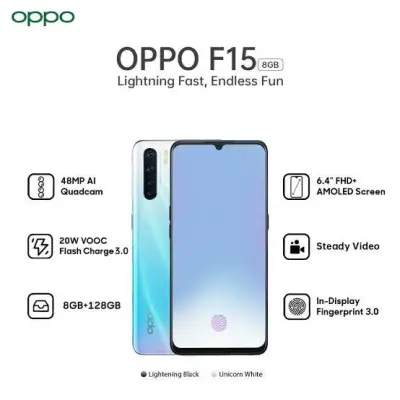 oppo
OPPO F15 8GB
Lightning Fast, Endless Fun
48MP AI
Quadcam
20W VOOC
Flash Charge 3.0
8GB+128GB
6.4" FHD+
AMOLED Screen
Steady Video
In-Display
Fingerprint 3.0
oppo
Lightening Black
Unicorn White